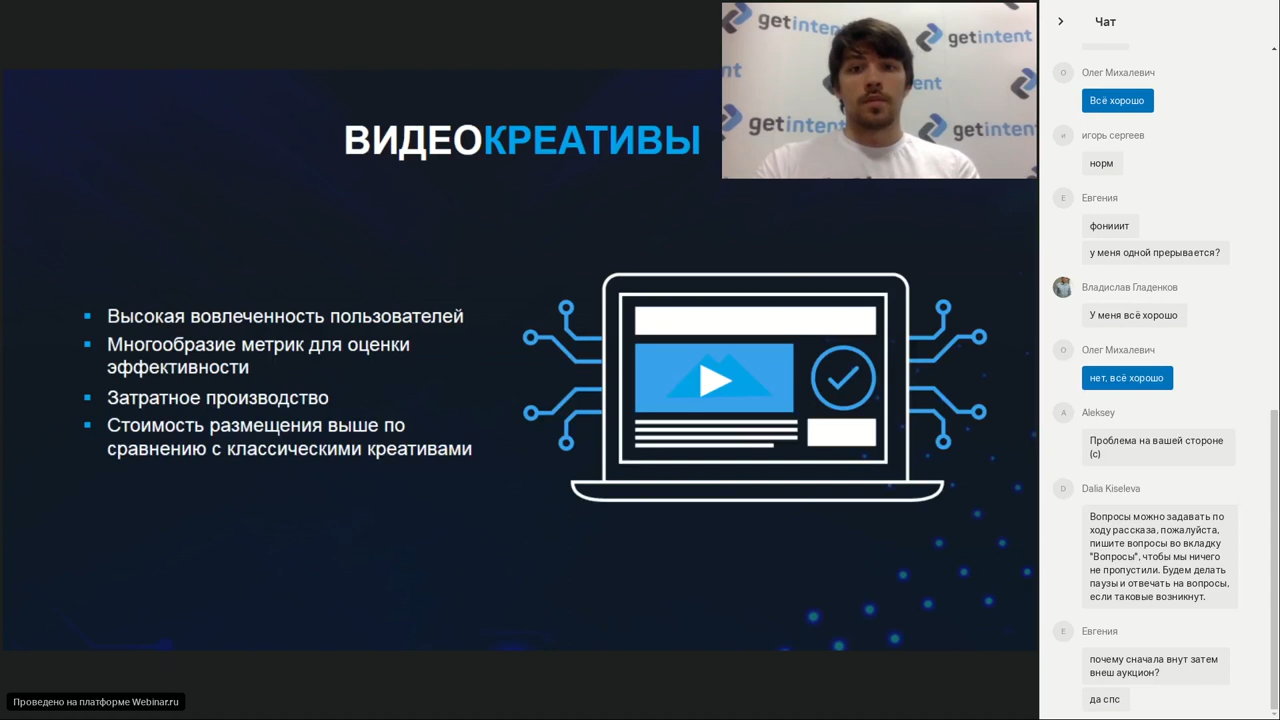 getintent
getintent
nt
ent
getintent
getintent
ВИДЕОКРЕАТИВЫ
Высокая вовлеченность пользователей
Многообразие метрик для оценки
эффективности
Затратное производство
Стоимость размещения выше по
сравнению с классическими креативами
Проведено на платформе Webinar.ru
Чат
О
Олег Михалевич
Всё хорошо
и
игорь сергеев
норм
Е
Евгения
фонииит
у меня одной прерывается?
Владислав Гладенков
У меня всё хорошо
О
Олег Михалевич
нет, всё хорошо
A
Aleksey
Проблема на вашей стороне
(с)
D
Dalia Kiseleva
Вопросы можно задавать по
ходу рассказа, пожалуйста,
пишите вопросы во вкладку
"Вопросы", чтобы мы ничего
не пропустили. Будем делать
паузы и отвечать на вопросы,
если таковые возникнут.
Е
Евгения
почему сначала внут затем
внеш аукцион?
да спс